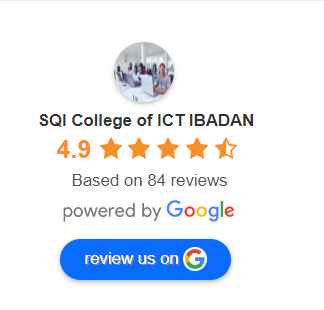 SQI College of ICT IBADAN
4.9
Based on 84 reviews
powered by Google
review us on G